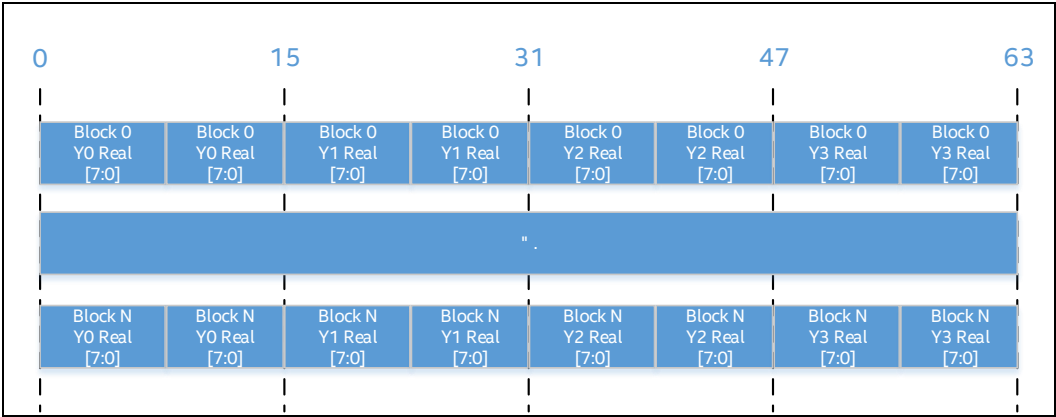 0 15 31 47 63
Block 0 Block 0 Block 0 Block 0 Block 0 Block 0 Block 0 Block 0
Y0 Real Y0 Real Y1 Real Y1 Real Y2 Real Y2 Real Y3 Real Y3 Real
[7:0] [7:0] [7:0] [7:0] [7:0] [7:0] [7:0] [7:0]
" .
Block N Block N Block N Block N Block N Block N Block N Block N
Y0 Real Y0 Real Y1 Real Y1 Real Y2 Real Y2 Real Y3 Real Y3 Real
[7:0] [7:0] [7:0] [7:0] [7:0] [7:0] [7:0] [7:0]